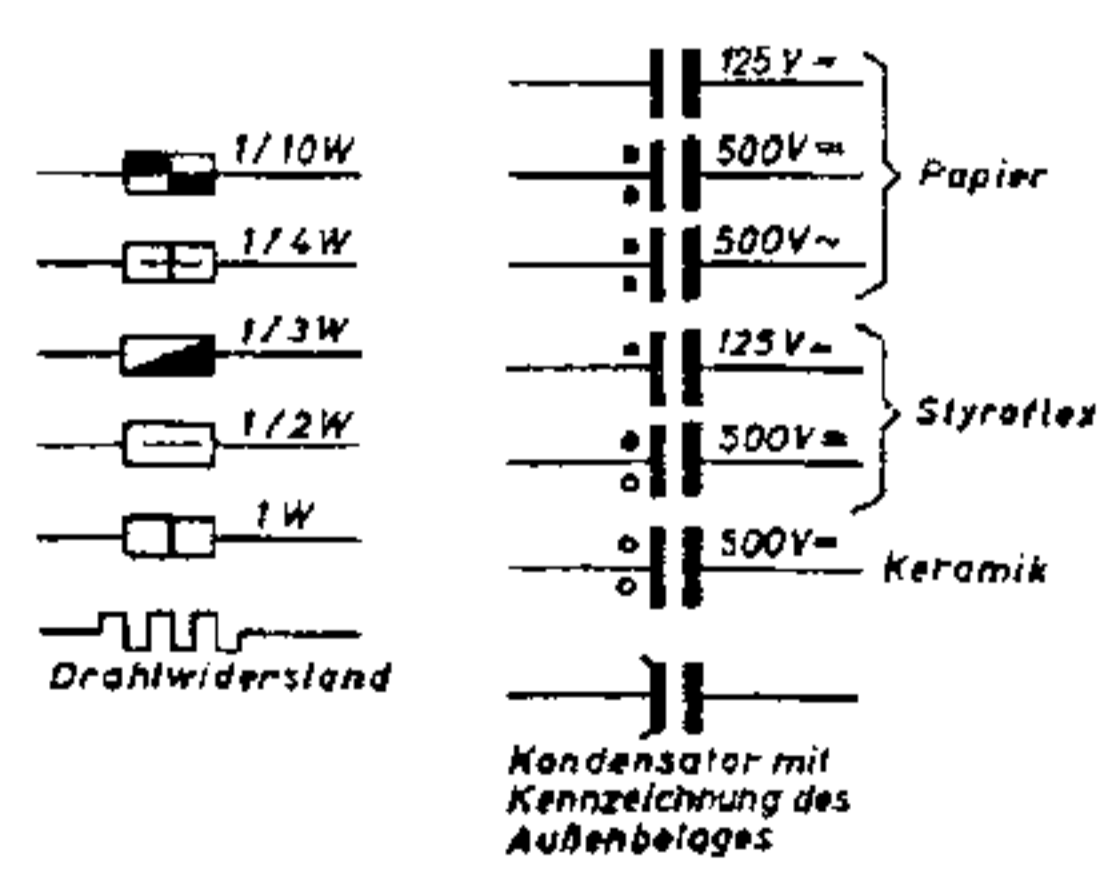 1/10W
1/4W
1/3W
1/2W
1W
Drahtwiderstand
125V ~
500V =
500V ~
Papier
125V –
500V =
Styroflex
500V =
Keramik
Kondensator mit
Kennzeichnung des
Außenbelages